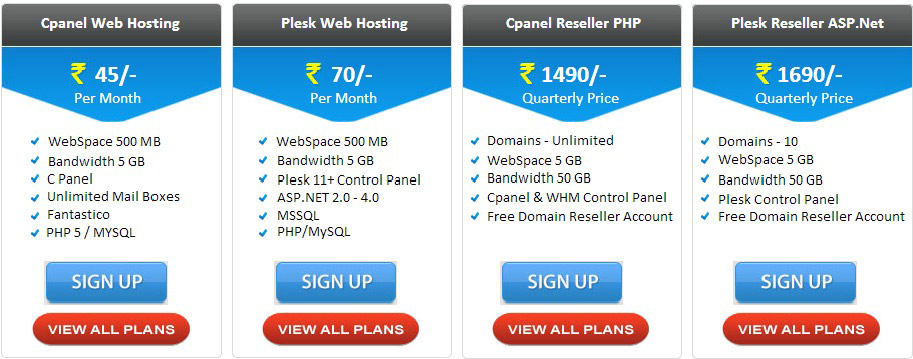 Cpanel Web Hosting
₹ 45/-
Per Month
WebSpace 500 MB
Bandwidth 5 GB
C Panel
Unlimited Mail Boxes
Fantastico
PHP 5 / MYSQL
SIGN UP
VIEW ALL PLANS
Plesk Web Hosting
₹ 70/-
Per Month
WebSpace 500 MB
Bandwidth 5 GB
Plesk 11+ Control Panel
ASP.NET 2.0 - 4.0
MSSQL
PHP/MySQL
SIGN UP
VIEW ALL PLANS
Cpanel Reseller PHP
₹ 1490/-
Quarterly Price
Domains - Unlimited
WebSpace 5 GB
Bandwidth 50 GB
Cpanel & WHM Control Panel
Free Domain Reseller Account
SIGN UP
VIEW ALL PLANS
Plesk Reseller ASP.Net
₹ 1690/-
Quarterly Price
Domains - 10
WebSpace 5 GB
Bandwidth 50 GB
Plesk Control Panel
Free Domain Reseller Account
SIGN UP
VIEW ALL PLANS